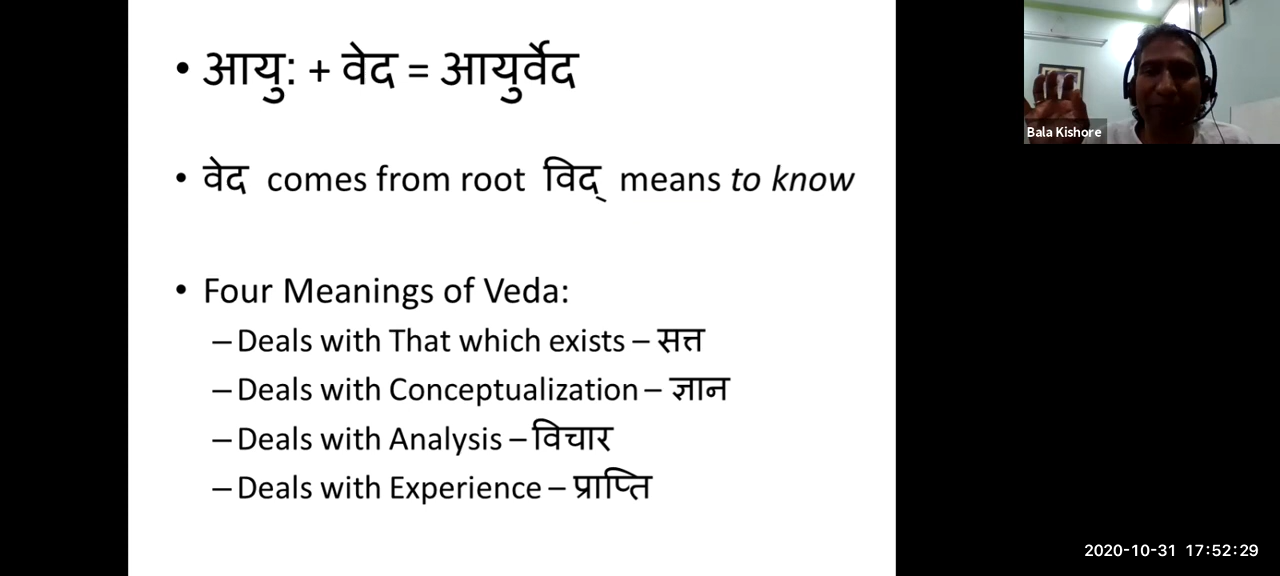 • आयु: + वेद = आयुर्वेद
• वेद comes from root विद् means to know
• Four Meanings of Veda:
– Deals with That which exists – सत्त
– Deals with Conceptualization – ज्ञान
– Deals with Analysis – विचार
– Deals with Experience – प्राप्ति
Bala Kishore
2020-10-31 17:52:29